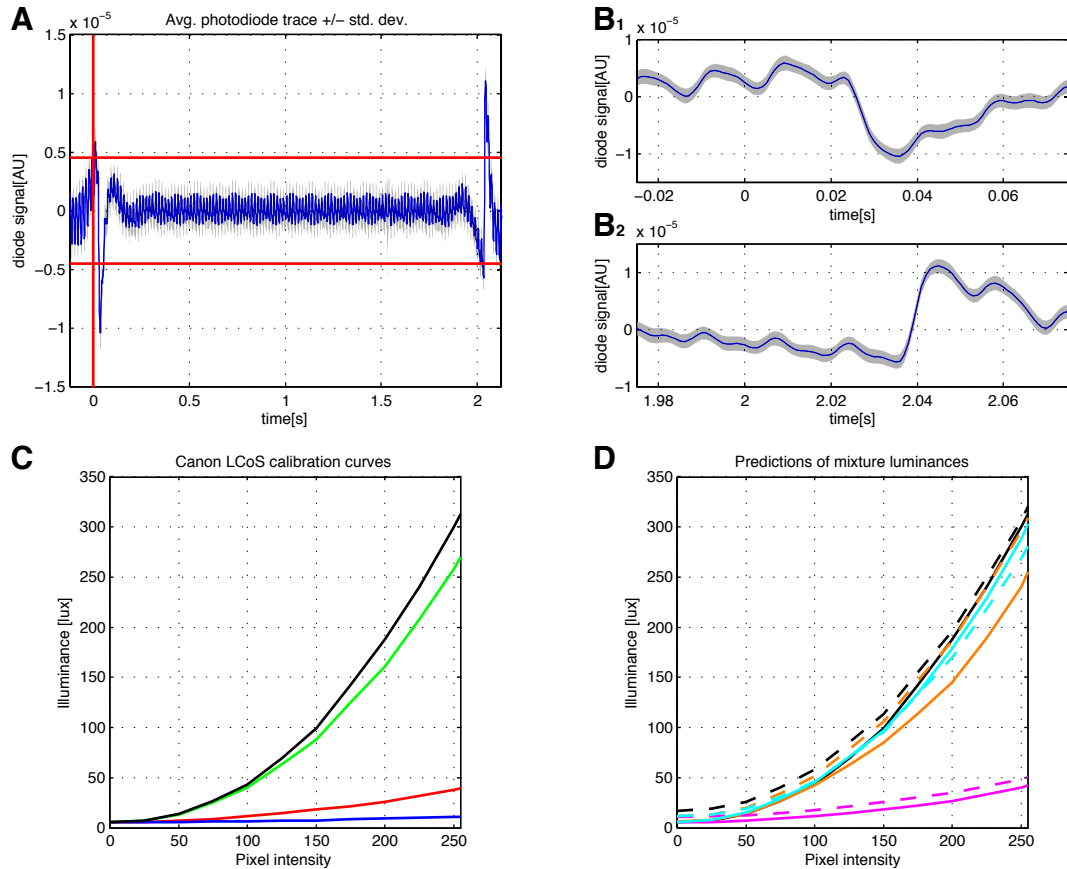 A
Avg. photodiode trace +/− std. dev.
x 10⁻⁵
1.5
1
0.5
0
−0.5
−1
−1.5
diode signal[AU]
0 0.5 1 1.5 2
time[s]
B1
x 10⁻⁵
1
0
−1
diode signal[AU]
−0.02 0 0.02 0.04 0.06
time[s]
B2
x 10⁻⁵
1
0
−1
diode signal[AU]
1.98 2 2.02 2.04 2.06
time[s]
C
Canon LCoS calibration curves
350
300
250
200
150
100
50
0
Illuminance [lux]
0 50 100 150 200 250
Pixel intensity
D
Predictions of mixture luminances
350
300
250
200
150
100
50
0
Illuminance [lux]
0 50 100 150 200 250
Pixel intensity